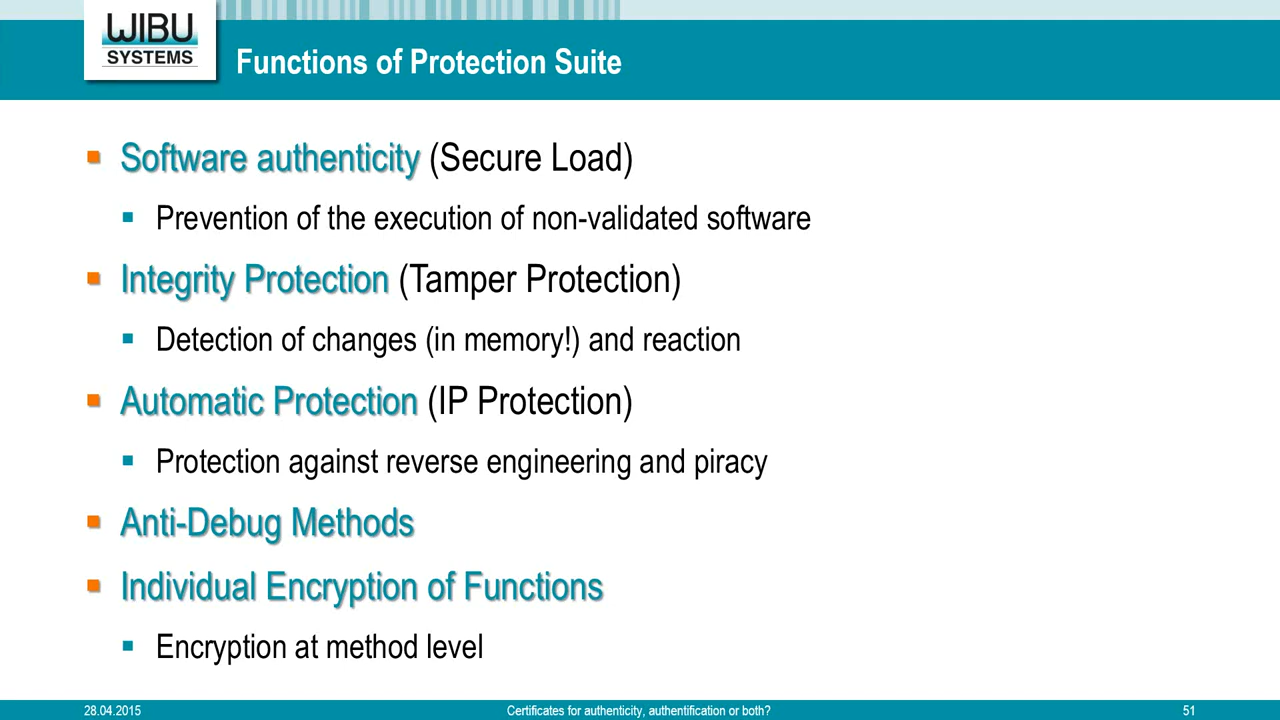 WIBU
SYSTEMS
Functions of Protection Suite
Software authenticity (Secure Load)
Prevention of the execution of non-validated software
Integrity Protection (Tamper Protection)
Detection of changes (in memory!) and reaction
Automatic Protection (IP Protection)
Protection against reverse engineering and piracy
Anti-Debug Methods
Individual Encryption of Functions
Encryption at method level
28.04.2015 Certificates for authenticity, authentification or both? 51